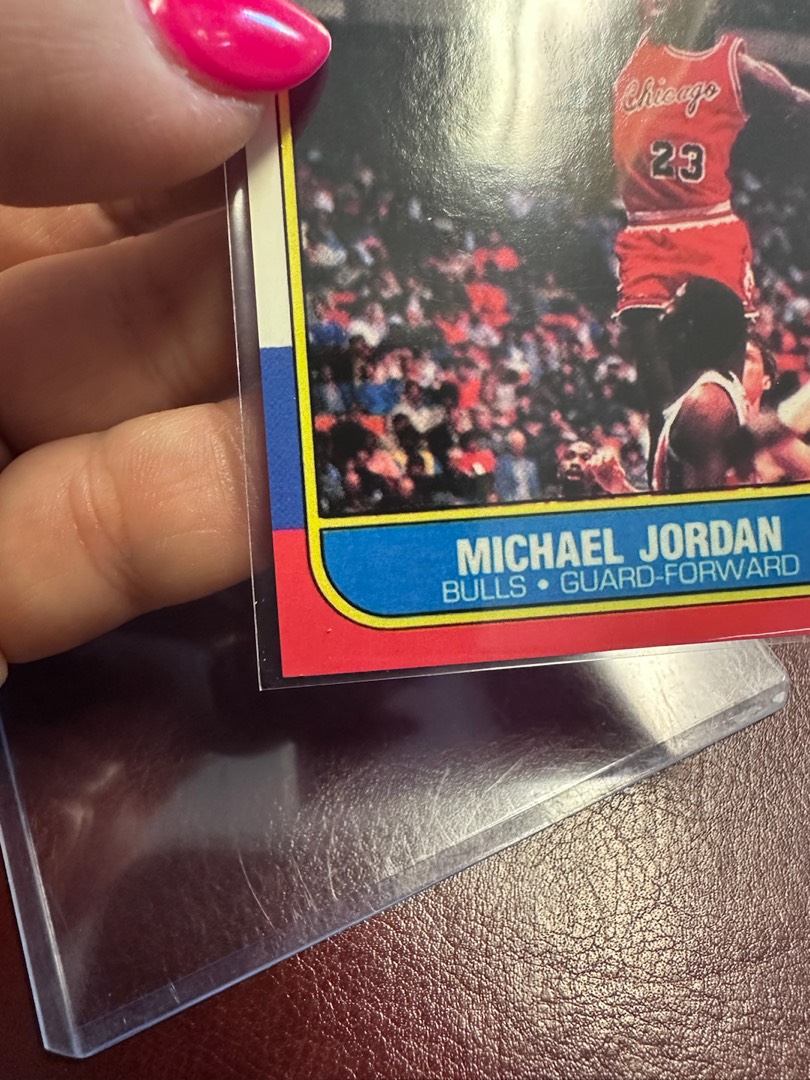 Chicago
23
MICHAEL JORDAN
BULLS • GUARD-FORWARD